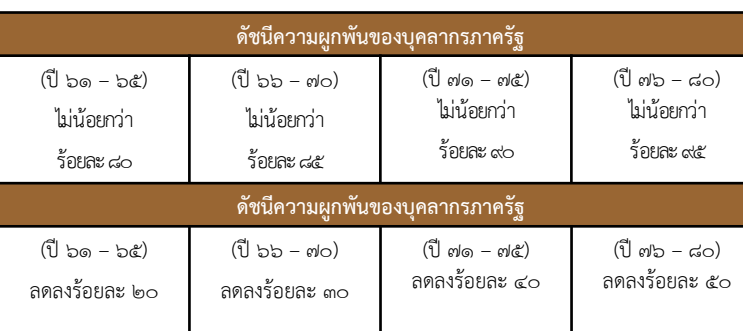 ดัชนีความผูกพันของบุคลากรภาครัฐ
(ปี ๖๑ – ๖๕) (ปี ๖๖ – ๗๐) (ปี ๗๑ – ๗๕) (ปี ๗๖ – ๘๐)
ไม่น้อยกว่า ไม่น้อยกว่า ไม่น้อยกว่า ไม่น้อยกว่า
ร้อยละ ๘๐ ร้อยละ ๘๕ ร้อยละ ๙๐ ร้อยละ ๙๕
ดัชนีความผูกพันของบุคลากรภาครัฐ
(ปี ๖๑ – ๖๕) (ปี ๖๖ – ๗๐) (ปี ๗๑ – ๗๕) (ปี ๗๖ – ๘๐)
ลดลงร้อยละ ๒๐ ลดลงร้อยละ ๓๐ ลดลงร้อยละ ๔๐ ลดลงร้อยละ ๕๐